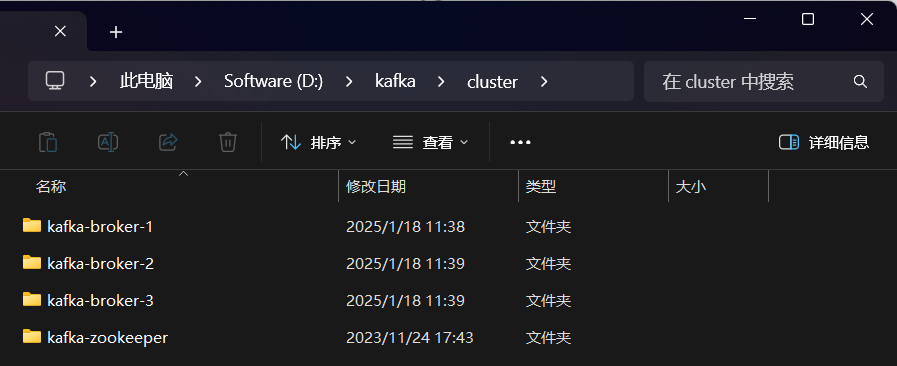 此电脑 Software (D:) kafka cluster 在 cluster 中搜索
排序 查看 详细信息
名称 修改日期 类型 大小
kafka-broker-1 2025/1/18 11:38 文件夹
kafka-broker-2 2025/1/18 11:39 文件夹
kafka-broker-3 2025/1/18 11:39 文件夹
kafka-zookeeper 2023/11/24 17:43 文件夹